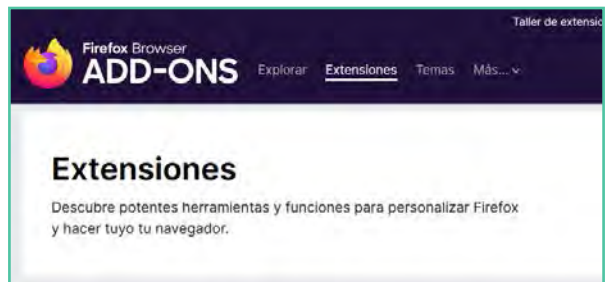 Taller de extensio
Firefox Browser
ADD-ONS
Explorar Extensiones Temas Más...
Extensiones
Descubre potentes herramientas y funciones para personalizar Firefox
y hacer tuyo tu navegador.